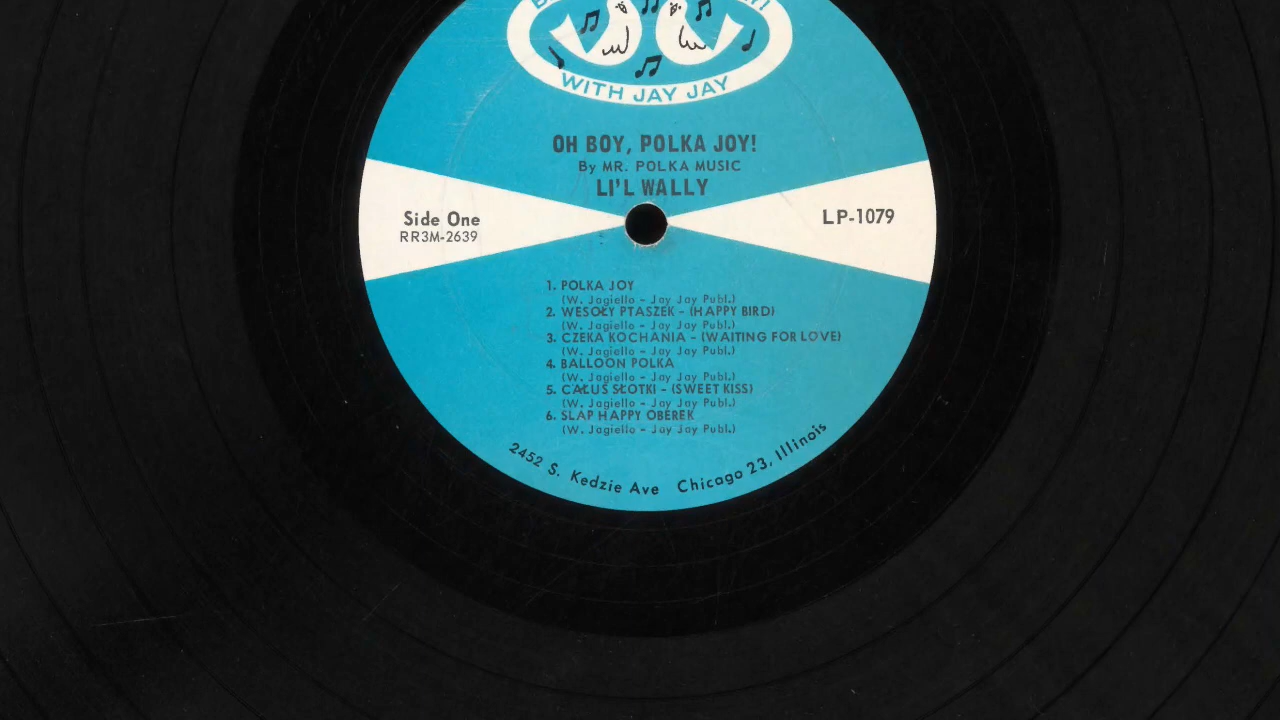 WITH JAY JAY
OH BOY, POLKA JOY!
By MR. POLKA MUSIC
LI'L WALLY
Side One
RR3M-2639
LP-1079
1. POLKA JOY
(W. Jagiello - Jay Jay Publ.)
2. WESOŁY PTASZEK - (HAPPY BIRD)
(W. Jagiello - Jay Jay Publ.)
3. CZEKA KOCHANIA - (WAITING FOR LOVE)
(W. Jagiello - Jay Jay Publ.)
4. BALLOON POLKA
(W. Jagiello - Jay Jay Publ.)
5. CAŁUS SŁOTKI - (SWEET KISS)
(W. Jagiello - Jay Jay Publ.)
6. SLAP HAPPY OBEREK
(W. Jagiello - Jay Jay Publ.)
2452 S. Kedzie Ave Chicago 23, Illinois